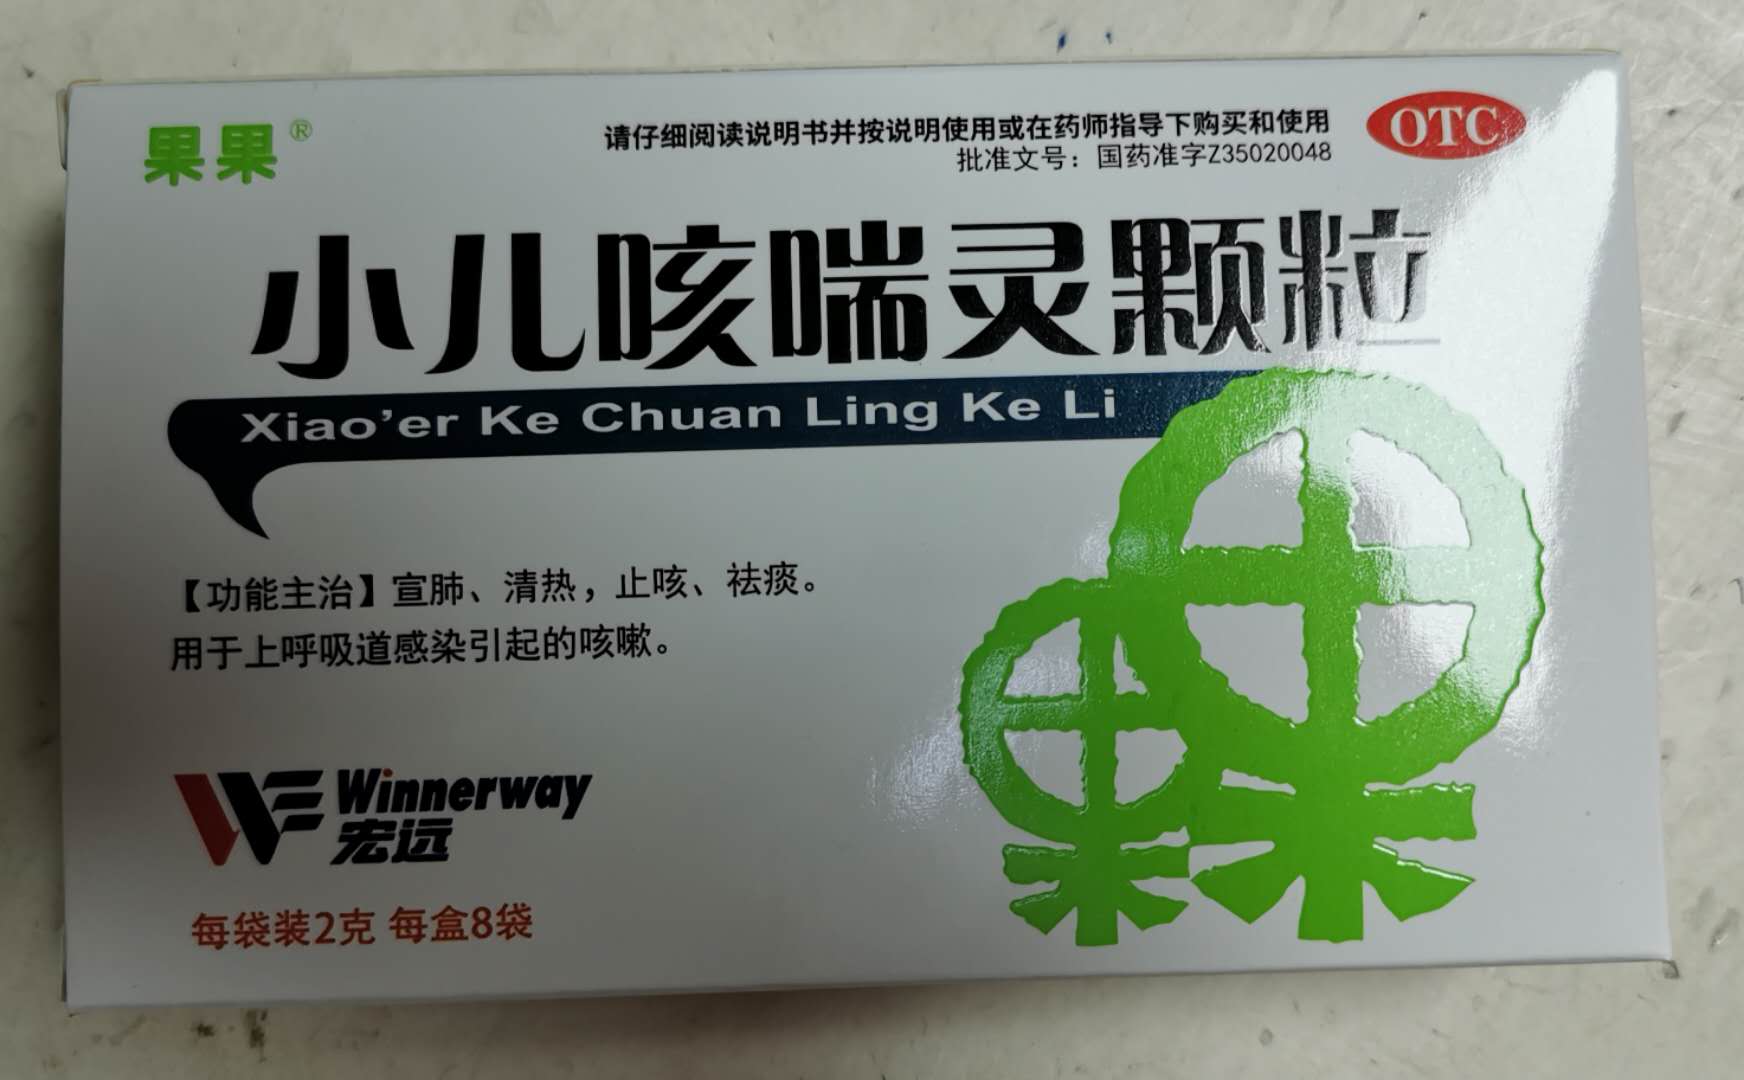 果果®
请仔细阅读说明书并按说明使用或在药师指导下购买和使用
批准文号：国药准字Z35020048
OTC
小儿咳喘灵颗粒
Xiao'er Ke Chuan Ling Ke Li
【功能主治】宣肺、清热，止咳、祛痰。
用于上呼吸道感染引起的咳嗽。
Winnerway
宏远
每袋装2克 每盒8袋